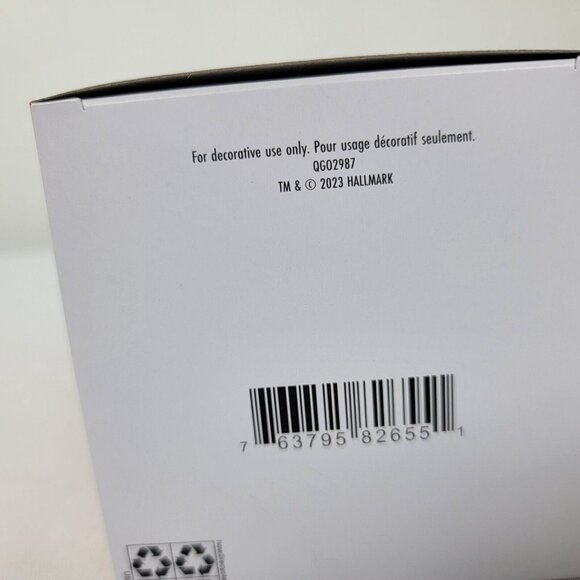 For decorative use only. Pour usage décoratif seulement.
QGO2987
TM & © 2023 HALLMARK
7 63795 82655 1